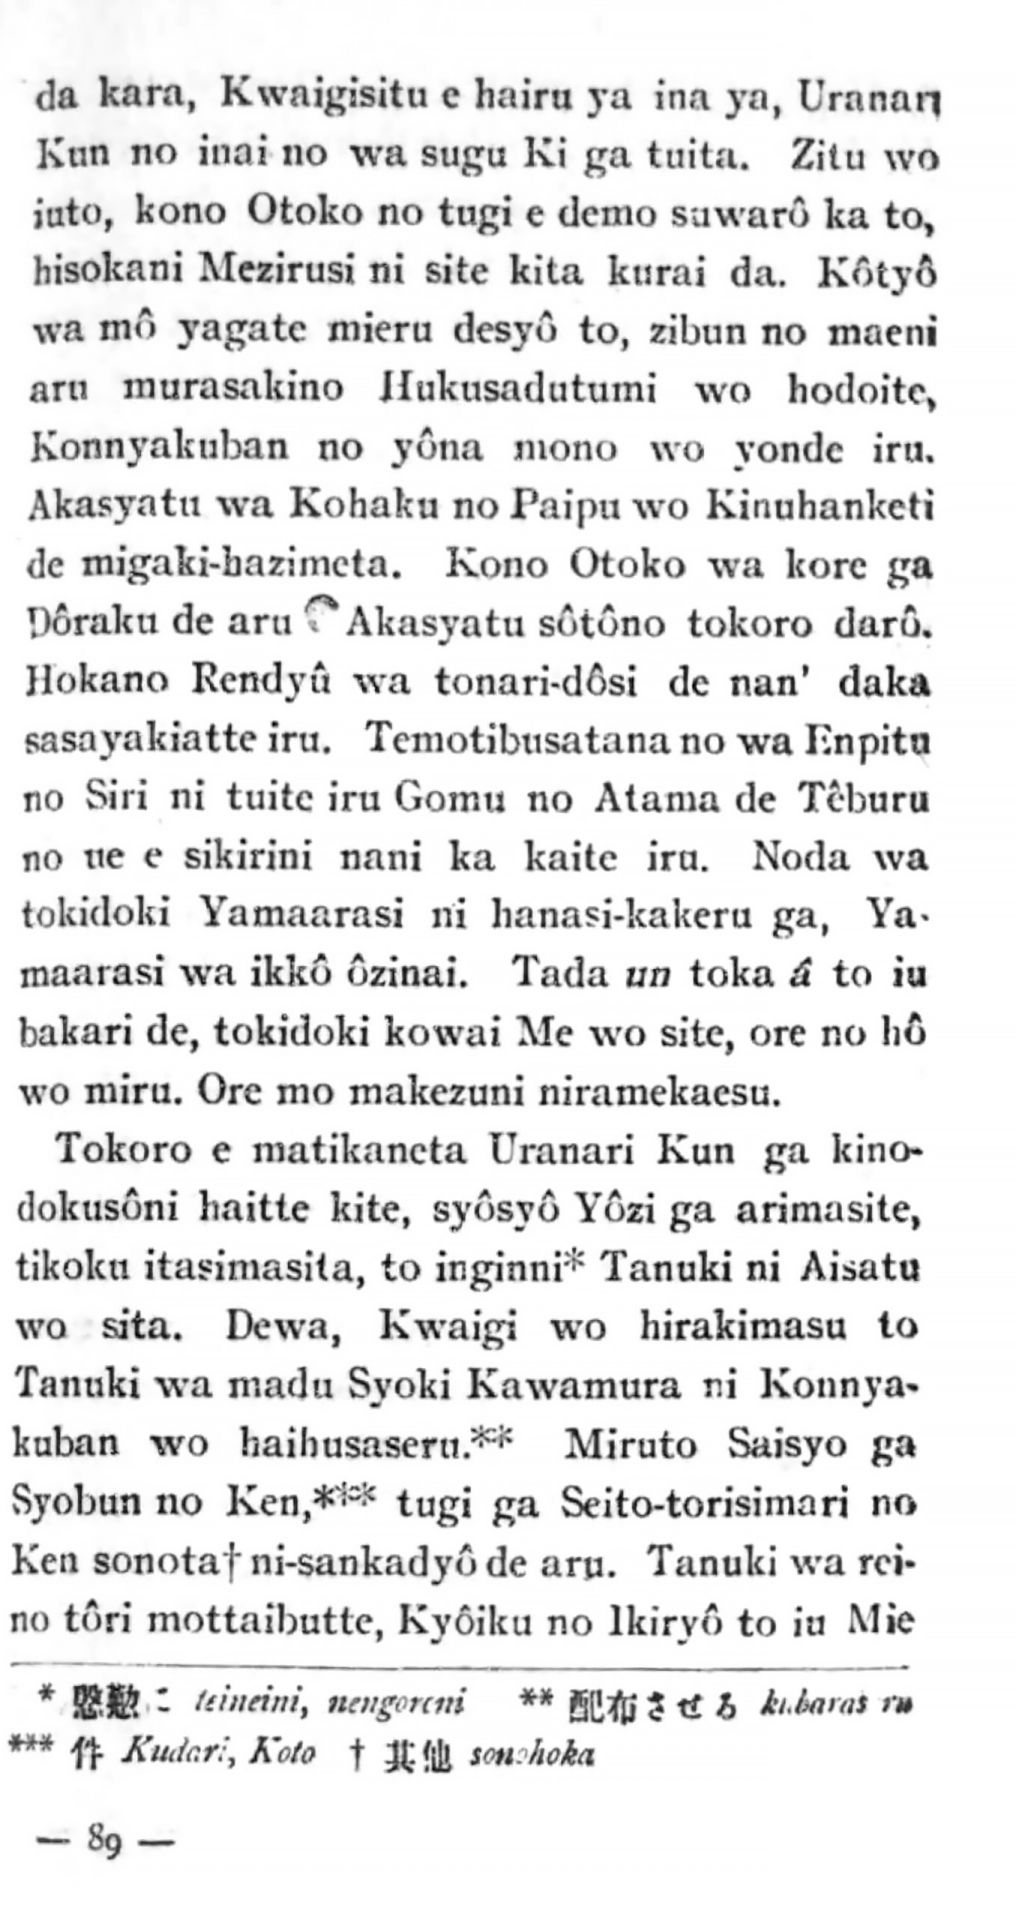 da kara, Kwaigisitu e hairu ya ina ya, Uranari
Kun no inai no wa sugu Ki ga tuita. Zitu wo
iuto, kono Otoko no tugi e demo suwarô ka to,
hisokani Mezirusi ni site kita kurai da. Kôtyô
wa mô yagate mieru desyô to, zibun no maeni
aru murasakino Hukusadutumi wo hodoite,
Konnyakuban no yôna mono wo yonde iru.
Akasyatu wa Kohaku no Paipu wo Kinuhanketi
de migaki-hazimeta. Kono Otoko wa kore ga
Dôraku de aru Akasyatu sôtôno tokoro darô.
Hokano Rendyû wa tonari-dôsi de nan' daka
sasayakiatte iru. Temotibusatana no wa Enpitu
no Siri ni tuite iru Gomu no Atama de Têburu
no ue e sikirini nani ka kaite iru. Noda wa
tokidoki Yamaarasi ni hanasi-kakeru ga, Ya-
maarasi wa ikkô ôzinai. Tada un toka â to iu
bakari de, tokidoki kowai Me wo site, ore no hô
wo miru. Ore mo makezuni niramekaesu.
Tokoro e matikaneta Uranari Kun ga kino-
dokusôni haitte kite, syôsyô Yôzi ga arimasite,
tikoku itasimasita, to inginni* Tanuki ni Aisatu
wo sita. Dewa, Kwaigi wo hirakimasu to
Tanuki wa madu Syoki Kawamura ni Konnya-
kuban wo haihusaseru.** Miruto Saisyo ga
Syobun no Ken,*** tugi ga Seito-torisimari no
Ken sonota† ni-sankadyô de aru. Tanuki wa rei-
no tôri mottaibutte, Kyôiku no Ikiryô to iu Mie
* 慇懃ニ teineini, nengoreni ** 配布させる kubaraseru
*** 件 Kudari, Koto † 其他 sonohoka
— 89 —